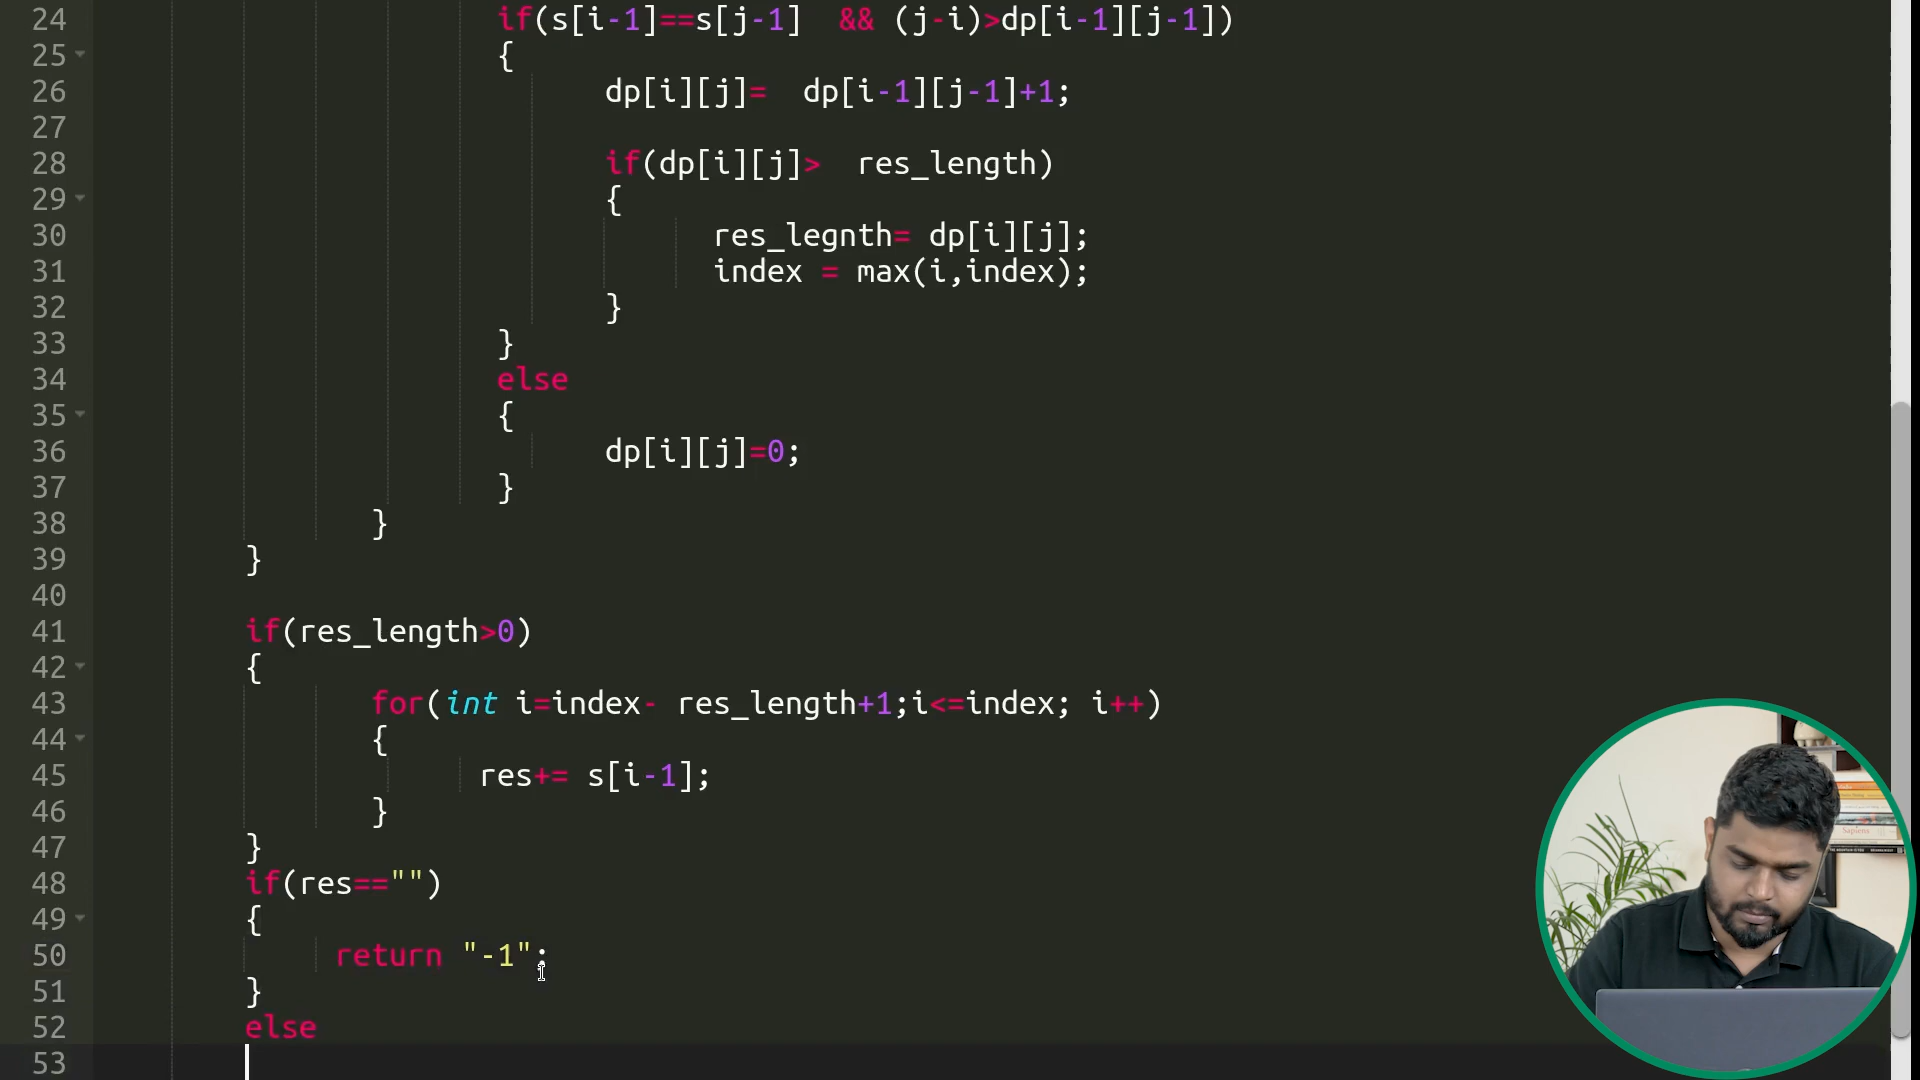 24 if(s[i-1]==s[j-1]  && (j-i)>dp[i-1][j-1])
25 {
26 dp[i][j]=  dp[i-1][j-1]+1;
27
28 if(dp[i][j]>  res_length)
29 {
30 res_legnth= dp[i][j];
31 index = max(i,index);
32 }
33 }
34 else
35 {
36 dp[i][j]=0;
37 }
38 }
39 }
40
41 if(res_length>0)
42 {
43 for(int i=index- res_length+1;i<=index; i++)
44 {
45 res+= s[i-1];
46 }
47 }
48 if(res=="")
49 {
50 return "-1";
51 }
52 else
53
Sapiens